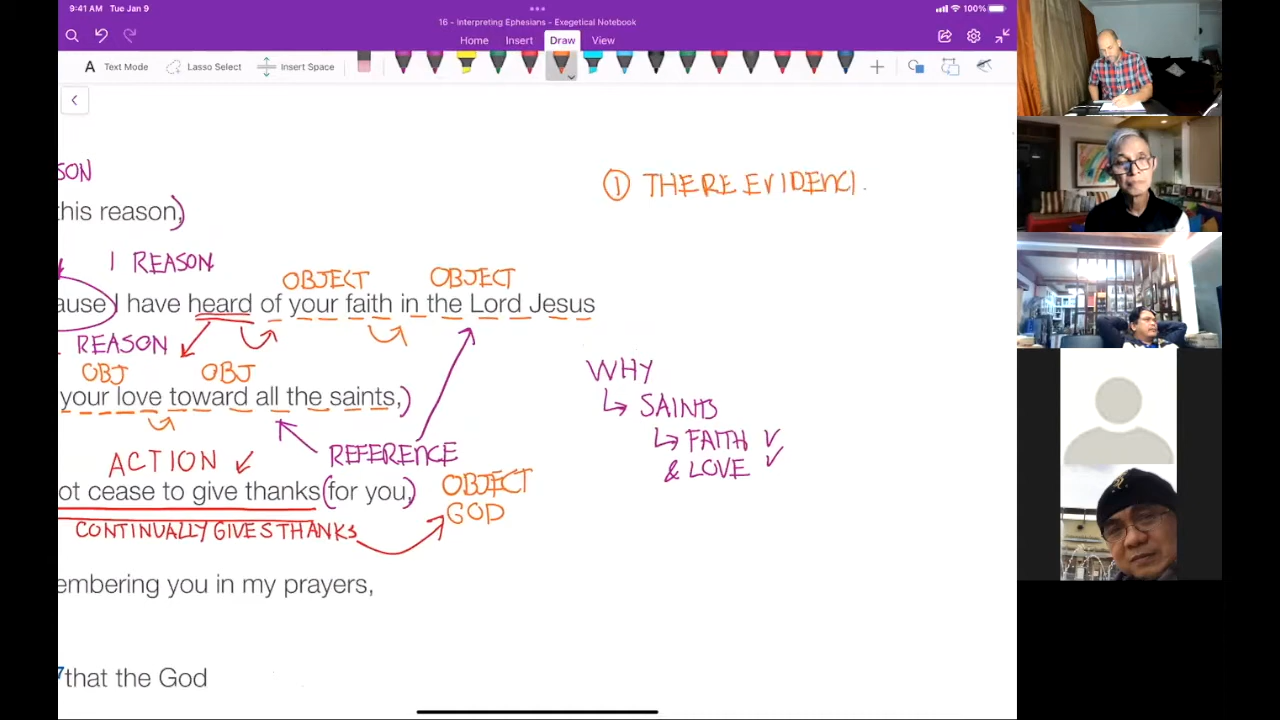 9:41 AM Tue Jan 9
100%
16 - Interpreting Ephesians - Exegetical Notebook
Home Insert Draw View
A Text Mode Lasso Select Insert Space
SON
① THERE EVIDENCI
this reason,)
1 REASON
OBJECT OBJECT
ause I have heard of your faith in the Lord Jesus
REASON
OBJ OBJ
WHY
your love toward all the saints,)
↳ SAINTS
↳ FAITH ✓
& LOVE ✓
REFERENCE
ACTION
ot cease to give thanks (for you,)
OBJECT
GOD
CONTINUALLY GIVES THANKS
embering you in my prayers,
7 that the God